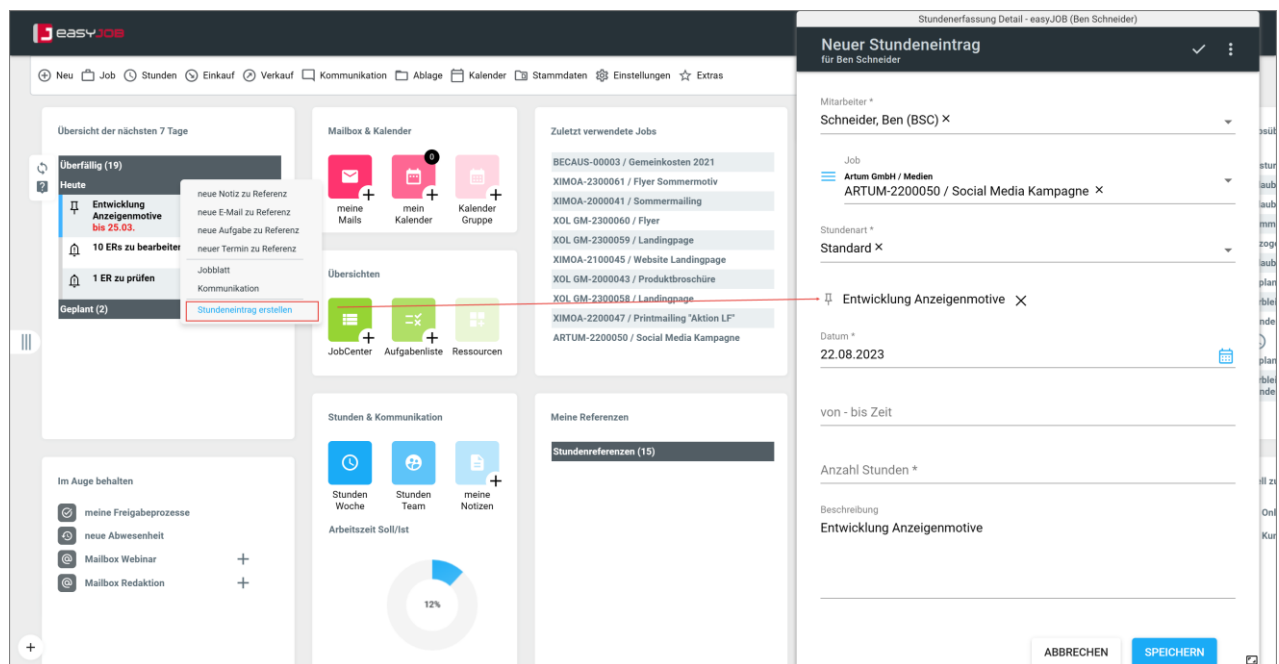 easyJOB
Neu Job Stunden Einkauf Verkauf Kommunikation Ablage Kalender Stammdaten Einstellungen Extras
Übersicht der nächsten 7 Tage
Überfällig (19)
Heute
Entwicklung
Anzeigenmotive
bis 25.03.
10 ERs zu bearbeiten
1 ER zu prüfen
Geplant (2)
neue Notiz zu Referenz
neue E-Mail zu Referenz
neue Aufgabe zu Referenz
neuer Termin zu Referenz
Jobblatt
Kommunikation
Stundeneintrag erstellen
Im Auge behalten
meine Freigabeprozesse
neue Abwesenheit
Mailbox Webinar
Mailbox Redaktion
Mailbox & Kalender
0
meine
Mails
mein
Kalender
Kalender
Gruppe
Übersichten
JobCenter Aufgabenliste Ressourcen
Stunden & Kommunikation
Stunden
Woche
Stunden
Team
meine
Notizen
Arbeitszeit Soll/Ist
12%
Zuletzt verwendete Jobs
BECAUS-00003 / Gemeinkosten 2021
XIMOA-2300061 / Flyer Sommermotiv
XIMOA-2000041 / Sommermailing
XOL GM-2300060 / Flyer
XOL GM-2300059 / Landingpage
XIMOA-2100045 / Website Landingpage
XOL GM-2000043 / Produktbroschüre
XOL GM-2300058 / Landingpage
XIMOA-2200047 / Printmailing "Aktion LF"
ARTUM-2200050 / Social Media Kampagne
Meine Referenzen
Stundenreferenzen (15)
Stundenerfassung Detail - easyJOB (Ben Schneider)
Neuer Stundeneintrag
für Ben Schneider
Mitarbeiter *
Schneider, Ben (BSC)
Job
Artum GmbH / Medien
ARTUM-2200050 / Social Media Kampagne
Stundenart *
Standard
Entwicklung Anzeigenmotive
Datum *
22.08.2023
von - bis Zeit
Anzahl Stunden *
Beschreibung
Entwicklung Anzeigenmotive
ABBRECHEN SPEICHERN